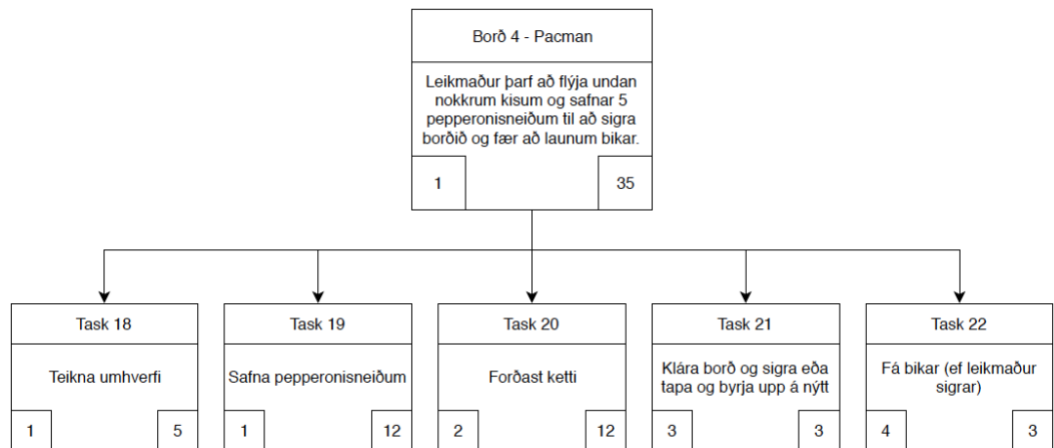 Borð 4 - Pacman
Leikmaður þarf að flýja undan
nokkrum kisum og safnar 5
pepperonisneiðum til að sigra
borðið og fær að launum bikar.
1
35
Task 18
Teikna umhverfi
1
5
Task 19
Safna pepperonisneiðum
1
12
Task 20
Forðast ketti
2
12
Task 21
Klára borð og sigra eða
tapa og byrja upp á nýtt
3
3
Task 22
Fá bikar (ef leikmaður
sigrar)
4
3